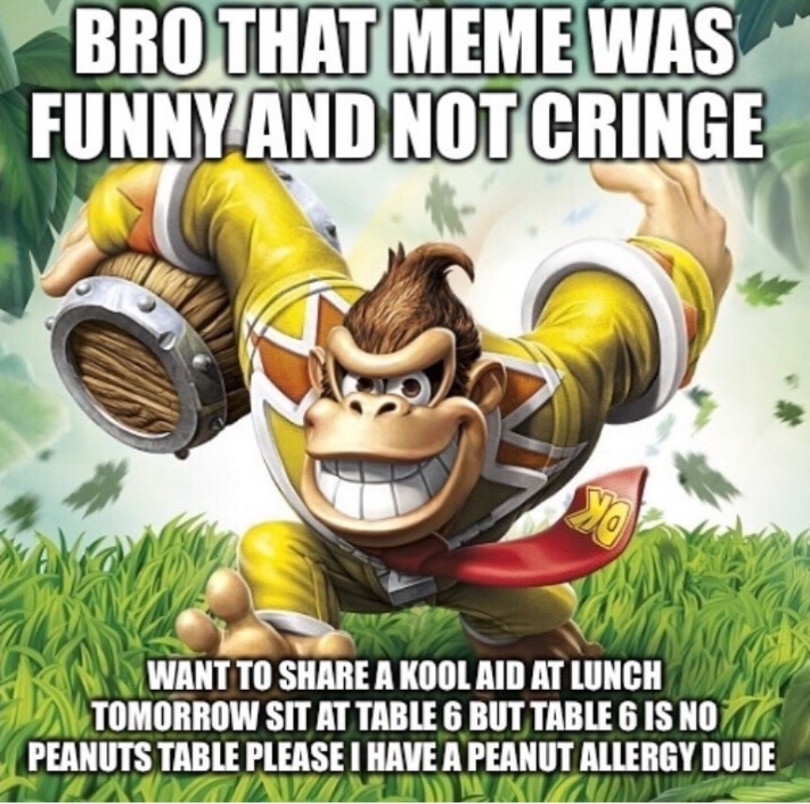 BRO THAT MEME WAS
FUNNY AND NOT CRINGE
DK
WANT TO SHARE A KOOL AID AT LUNCH
TOMORROW SIT AT TABLE 6 BUT TABLE 6 IS NO
PEANUTS TABLE PLEASE I HAVE A PEANUT ALLERGY DUDE